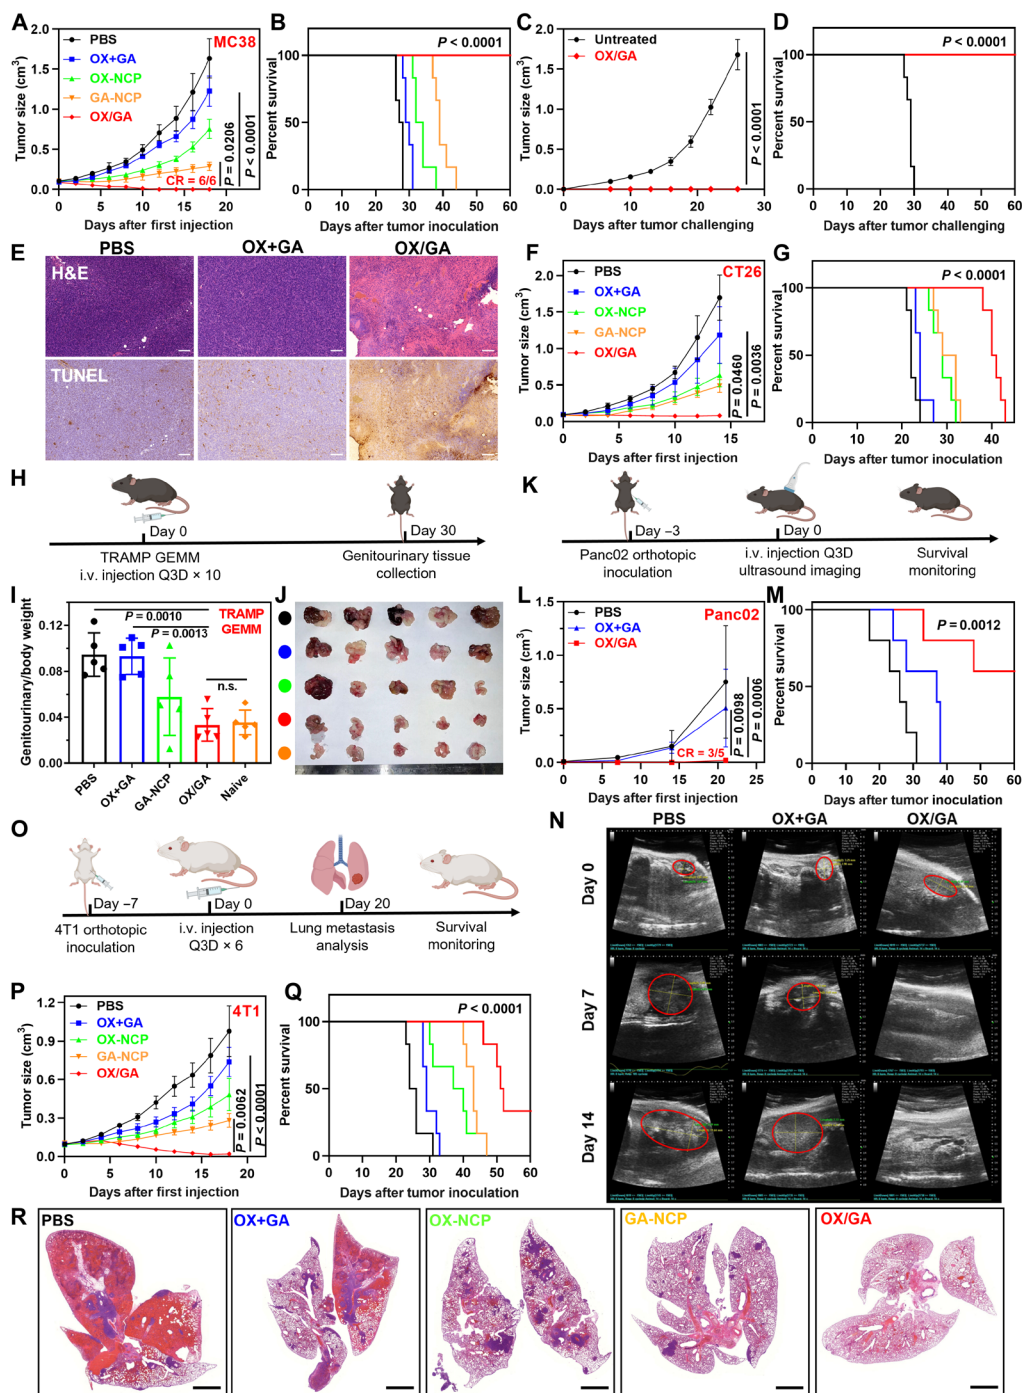 A
MC38
Tumor size (cm³)
2.0
1.5
1.0
0.5
0.0
PBS
OX+GA
OX-NCP
GA-NCP
OX/GA
CR = 6/6
P = 0.0206
P < 0.0001
0 5 10 15 20
Days after first injection
B
P < 0.0001
Percent survival
100
50
0
0 10 20 30 40 50 60
Days after tumor inoculation
C
Untreated
OX/GA
Tumor size (cm³)
2.0
1.5
1.0
0.5
0.0
P < 0.0001
0 10 20 30
Days after tumor challenging
D
P < 0.0001
Percent survival
100
50
0
0 10 20 30 40 50 60
Days after tumor challenging
E
PBS OX+GA OX/GA
H&E
TUNEL
F
CT26
Tumor size (cm³)
2.0
1.5
1.0
0.5
0.0
PBS
OX+GA
OX-NCP
GA-NCP
OX/GA
P = 0.0460
P = 0.0036
0 5 10 15
Days after first injection
G
P < 0.0001
Percent survival
100
50
0
0 10 20 30 40
Days after tumor inoculation
H
Day 0
Day 30
TRAMP GEMM
i.v. injection Q3D × 10
Genitourinary tissue
collection
K
Day −3
Day 0
Panc02 orthotopic
inoculation
i.v. injection Q3D
ultrasound imaging
Survival
monitoring
I
TRAMP
GEMM
Genitourinary/body weight
0.12
0.08
0.04
0.00
P = 0.0010
P = 0.0013
n.s.
PBS
OX+GA
GA-NCP
OX/GA
Naive
J
L
Panc02
Tumor size (cm³)
1.5
1.0
0.5
0.0
PBS
OX+GA
OX/GA
CR = 3/5
P = 0.0098
P = 0.0006
0 5 10 15 20 25
Days after first injection
M
P = 0.0012
Percent survival
100
50
0
0 10 20 30 40 50 60
Days after tumor inoculation
O
Day −7
Day 0
Day 20
4T1 orthotopic
inoculation
i.v. injection
Q3D × 6
Lung metastasis
analysis
Survival
monitoring
N
PBS OX+GA OX/GA
Day 0
Day 7
Day 14
P
4T1
Tumor size (cm³)
1.2
0.9
0.6
0.3
0.0
PBS
OX+GA
OX-NCP
GA-NCP
OX/GA
P = 0.0062
P < 0.0001
0 5 10 15 20
Days after first injection
Q
P < 0.0001
Percent survival
100
50
0
0 10 20 30 40 50 60
Days after tumor inoculation
R
PBS
OX+GA
OX-NCP
GA-NCP
OX/GA